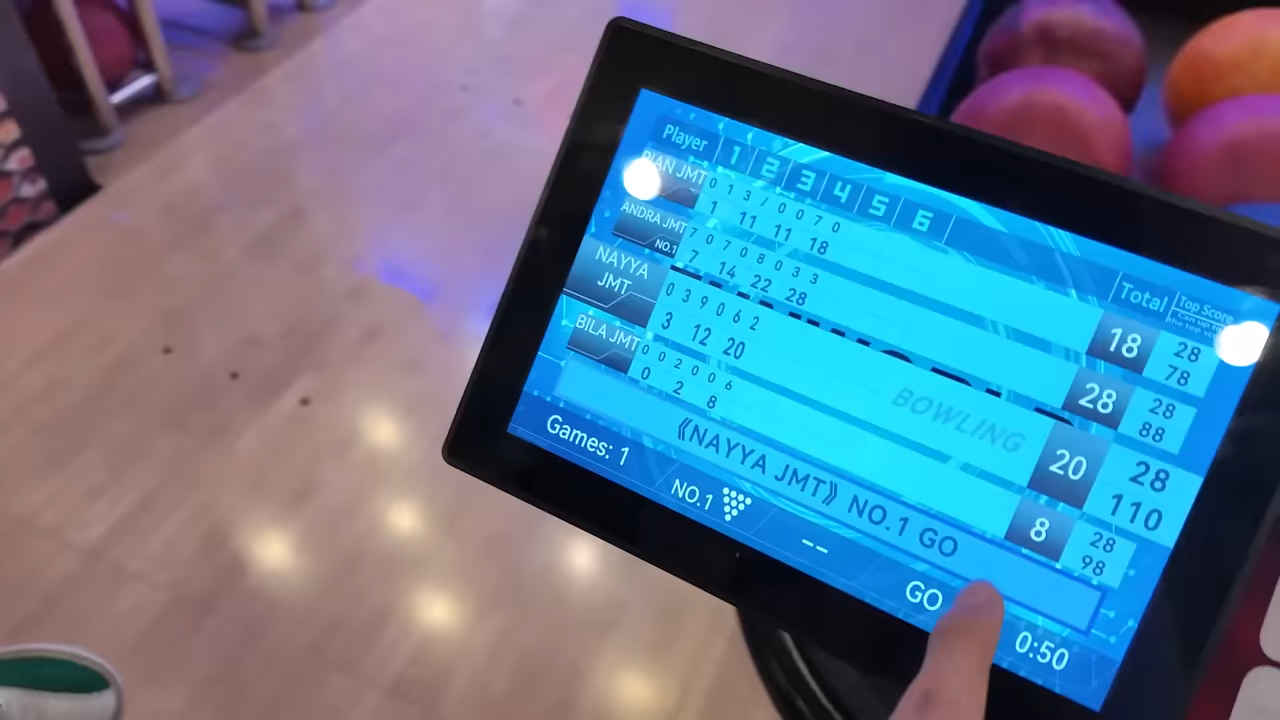 Player 1 2 3 4 5 6 Total Top Score
RIAN JMT 0 1 3 / 0 0 7 0
1 11 11 18 18 28 78
ANDRA JMT NO.1 7 0 7 0 8 0 3 3
7 14 22 28 28 28 88
NAYYA JMT 0 3 9 0 6 2
3 12 20 20 28 110
BILA JMT 0 0 2 0 0 6
0 2 8 8 28 98
BOWLING
《NAYYA JMT》 NO.1 GO
Games: 1 NO.1 -- GO 0:50